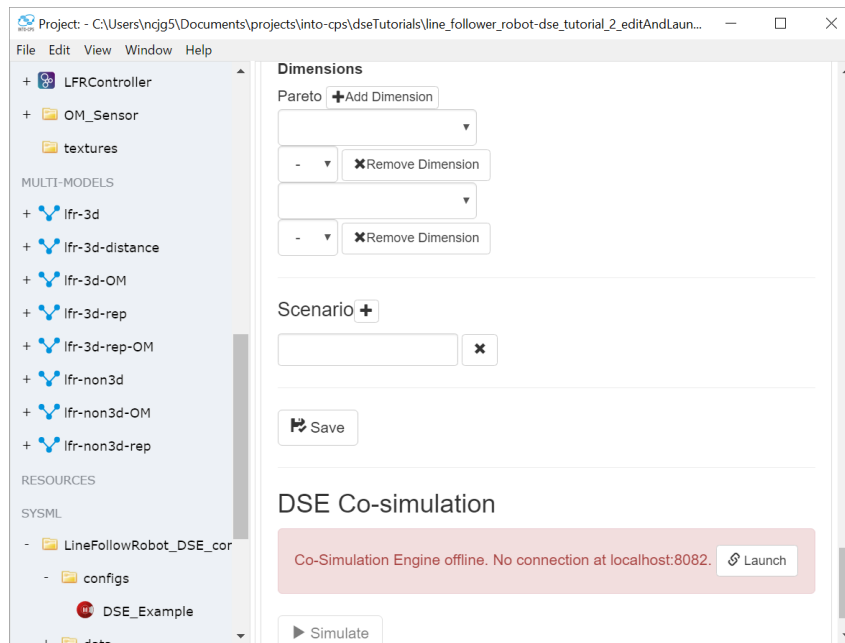 Project: - C:\Users\ncjg5\Documents\projects\into-cps\dseTutorials\line_follower_robot-dse_tutorial_2_editAndLaun...
File Edit View Window Help
+ LFRController
+ OM_Sensor
textures
MULTI-MODELS
+ lfr-3d
+ lfr-3d-distance
+ lfr-3d-OM
+ lfr-3d-rep
+ lfr-3d-rep-OM
+ lfr-non3d
+ lfr-non3d-OM
+ lfr-non3d-rep
RESOURCES
SYSML
- LineFollowRobot_DSE_cor
- configs
DSE_Example
Dimensions
Pareto +Add Dimension
- ✖Remove Dimension
- ✖Remove Dimension
Scenario +
Save
DSE Co-simulation
Co-Simulation Engine offline. No connection at localhost:8082. Launch
Simulate